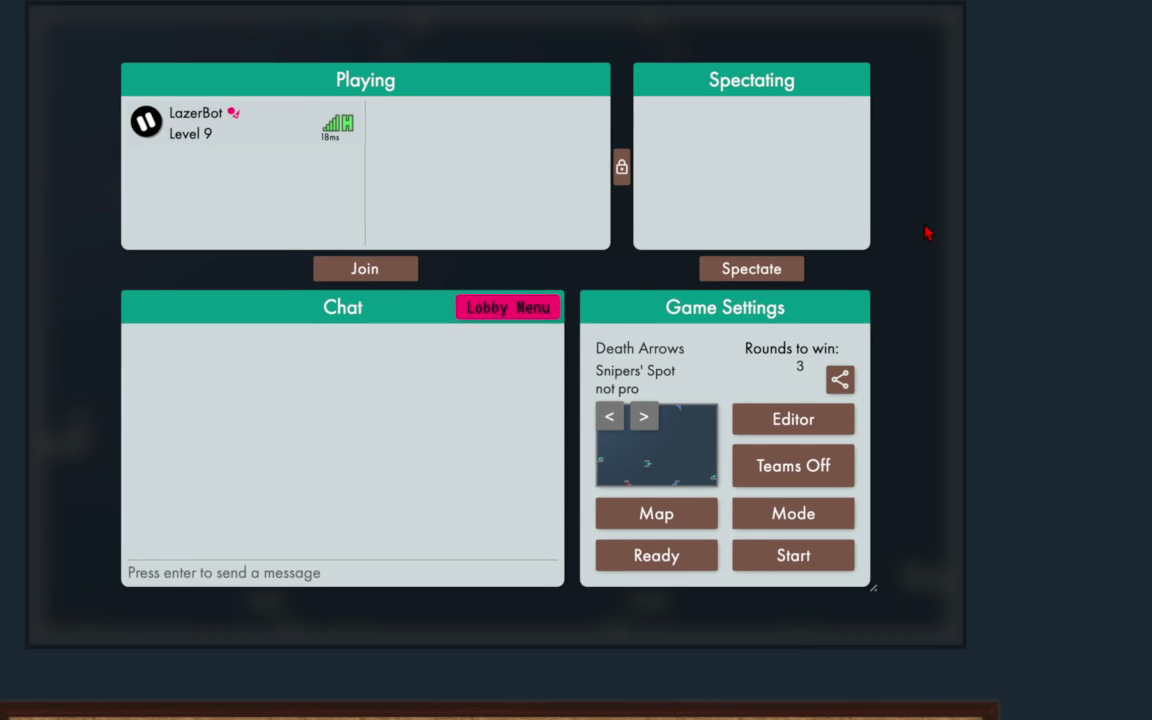 Playing
Spectating
LazerBot
Level 9
18ms
H
Join
Spectate
Chat
Lobby Menu
Game Settings
Death Arrows
Rounds to win:
3
Snipers' Spot
not pro
<
>
Editor
Teams Off
Map
Mode
Ready
Start
Press enter to send a message